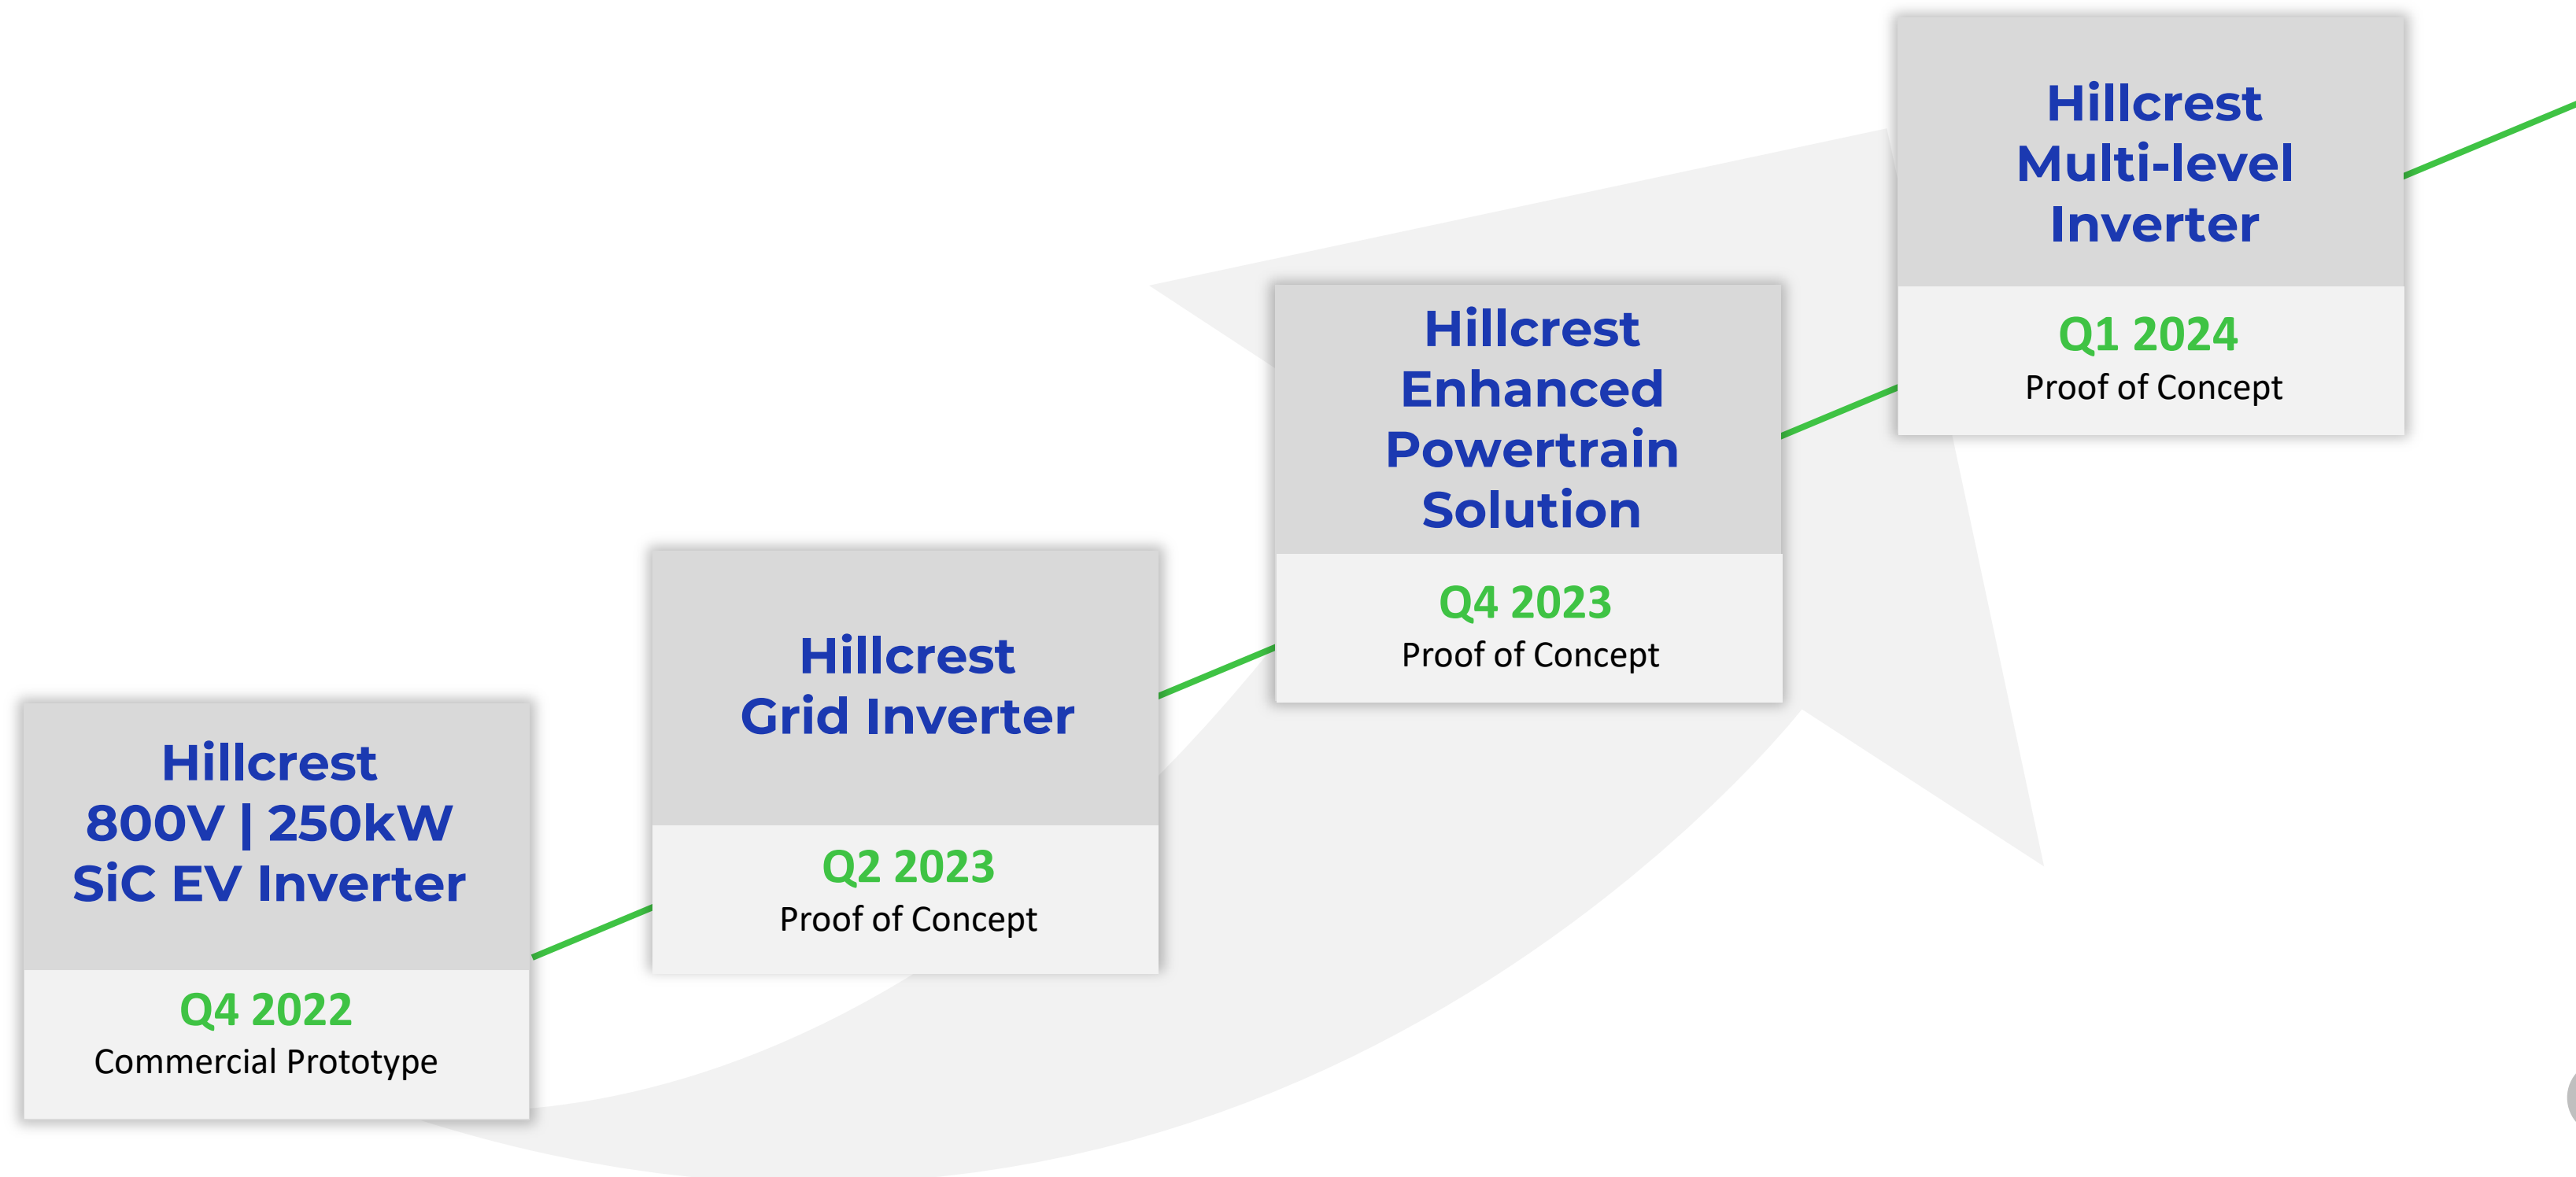 Hillcrest
800V | 250kW
SiC EV Inverter
Q4 2022
Commercial Prototype
Hillcrest
Grid Inverter
Q2 2023
Proof of Concept
Hillcrest
Enhanced
Powertrain
Solution
Q4 2023
Proof of Concept
Hillcrest
Multi-level
Inverter
Q1 2024
Proof of Concept